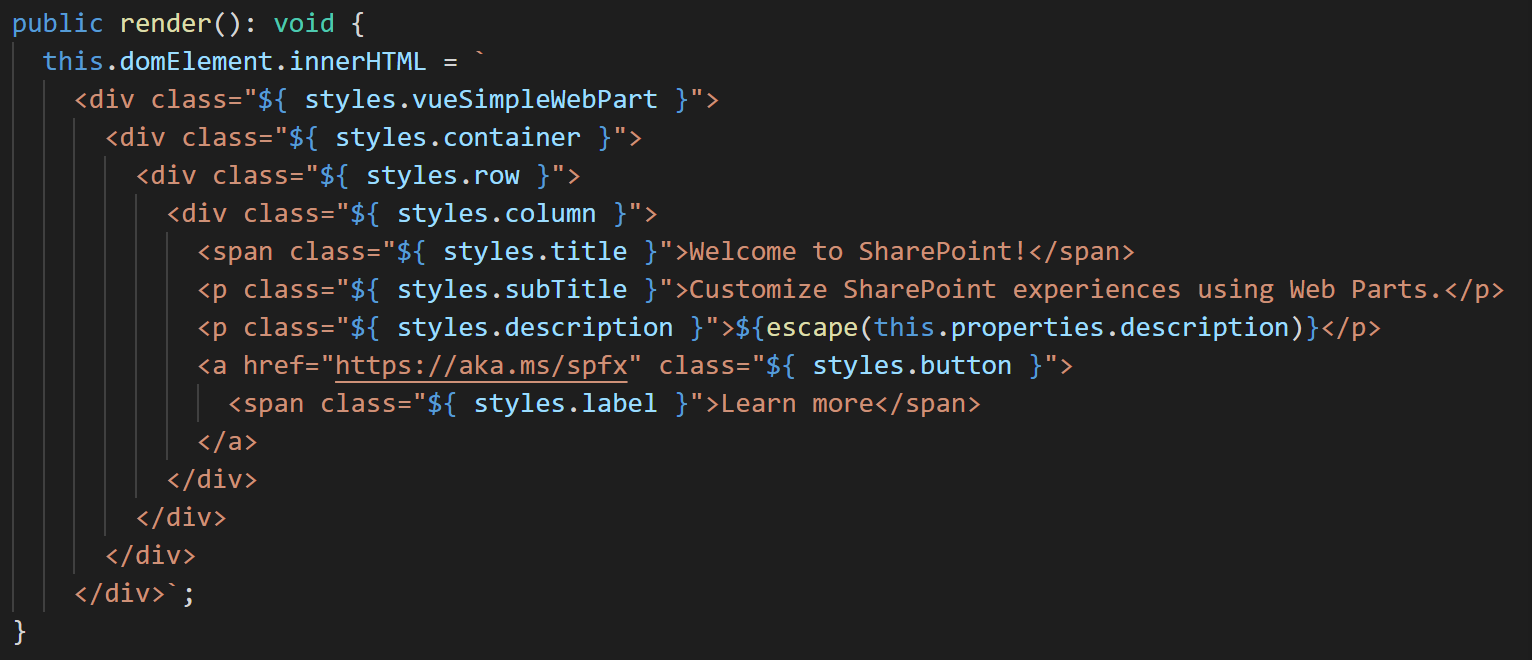 public render(): void {
this.domElement.innerHTML = `
<div class="${ styles.vueSimpleWebPart }">
<div class="${ styles.container }">
<div class="${ styles.row }">
<div class="${ styles.column }">
<span class="${ styles.title }">Welcome to SharePoint!</span>
<p class="${ styles.subTitle }">Customize SharePoint experiences using Web Parts.</p>
<p class="${ styles.description }">${escape(this.properties.description)}</p>
<a href="https://aka.ms/spfx" class="${ styles.button }">
<span class="${ styles.label }">Learn more</span>
</a>
</div>
</div>
</div>
</div>`;
}